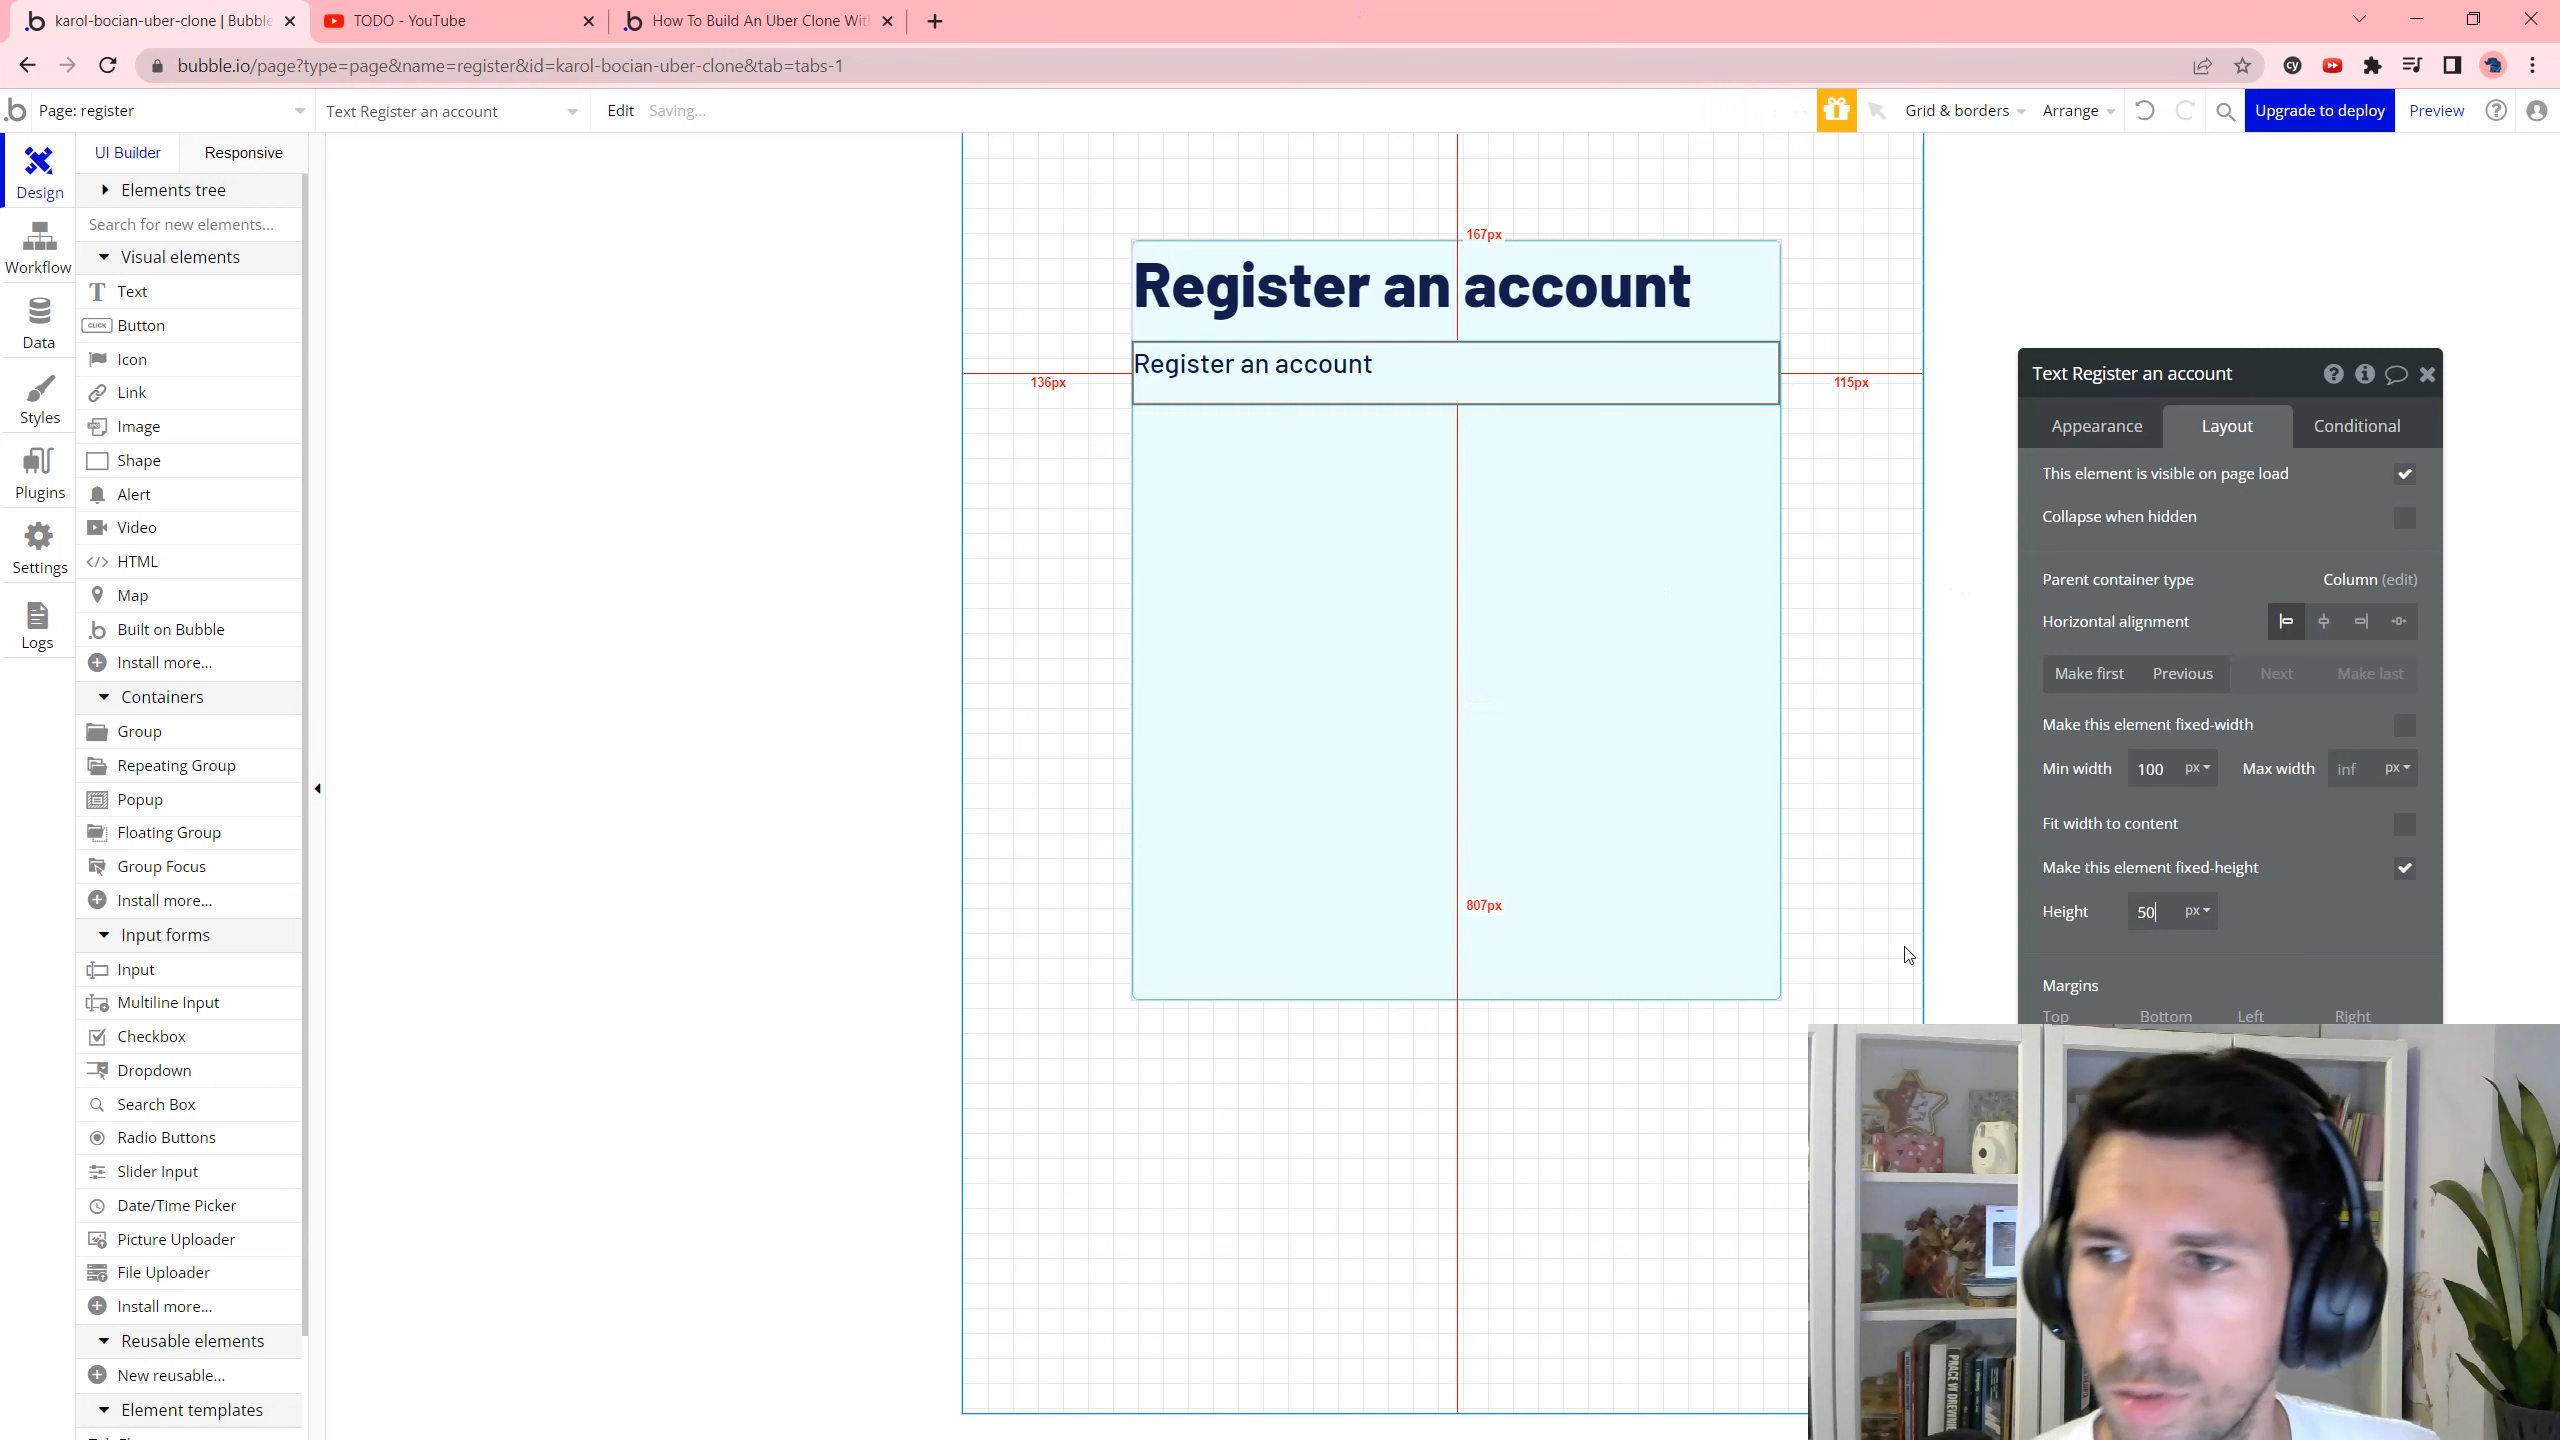 karol-bocian-uber-clone | Bubble
TODO - YouTube
How To Build An Uber Clone With
bubble.io/page?type=page&name=register&id=karol-bocian-uber-clone&tab=tabs-1
Page: register
Text Register an account
Edit
Saving...
Grid & borders
Arrange
Upgrade to deploy
Preview
Design
Workflow
Data
Styles
Plugins
Settings
Logs
UI Builder
Responsive
Elements tree
Search for new elements...
Visual elements
Text
CLICK
Button
Icon
Link
Image
Shape
Alert
Video
HTML
Map
Built on Bubble
Install more...
Containers
Group
Repeating Group
Popup
Floating Group
Group Focus
Install more...
Input forms
Input
Multiline Input
Checkbox
Dropdown
Search Box
Radio Buttons
Slider Input
Date/Time Picker
Picture Uploader
File Uploader
Install more...
Reusable elements
New reusable...
Element templates
167px
Register an account
Register an account
136px
115px
807px
Text Register an account
Appearance
Layout
Conditional
This element is visible on page load
Collapse when hidden
Parent container type
Column (edit)
Horizontal alignment
Make first
Previous
Next
Make last
Make this element fixed-width
Min width 100 px
Max width inf px
Fit width to content
Make this element fixed-height
Height 50 px
Margins
Top Bottom Left Right